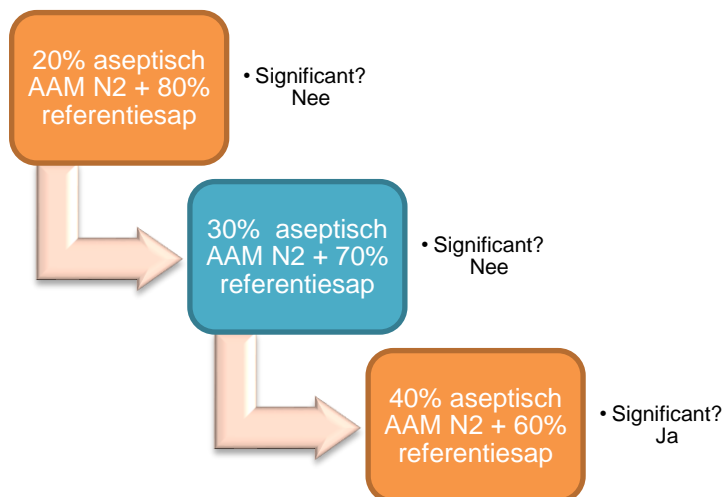 20% aseptisch
AAM N2 + 80%
referentiesap
• Significant?
Nee
30% aseptisch
AAM N2 + 70%
referentiesap
• Significant?
Nee
40% aseptisch
AAM N2 + 60%
referentiesap
• Significant?
Ja